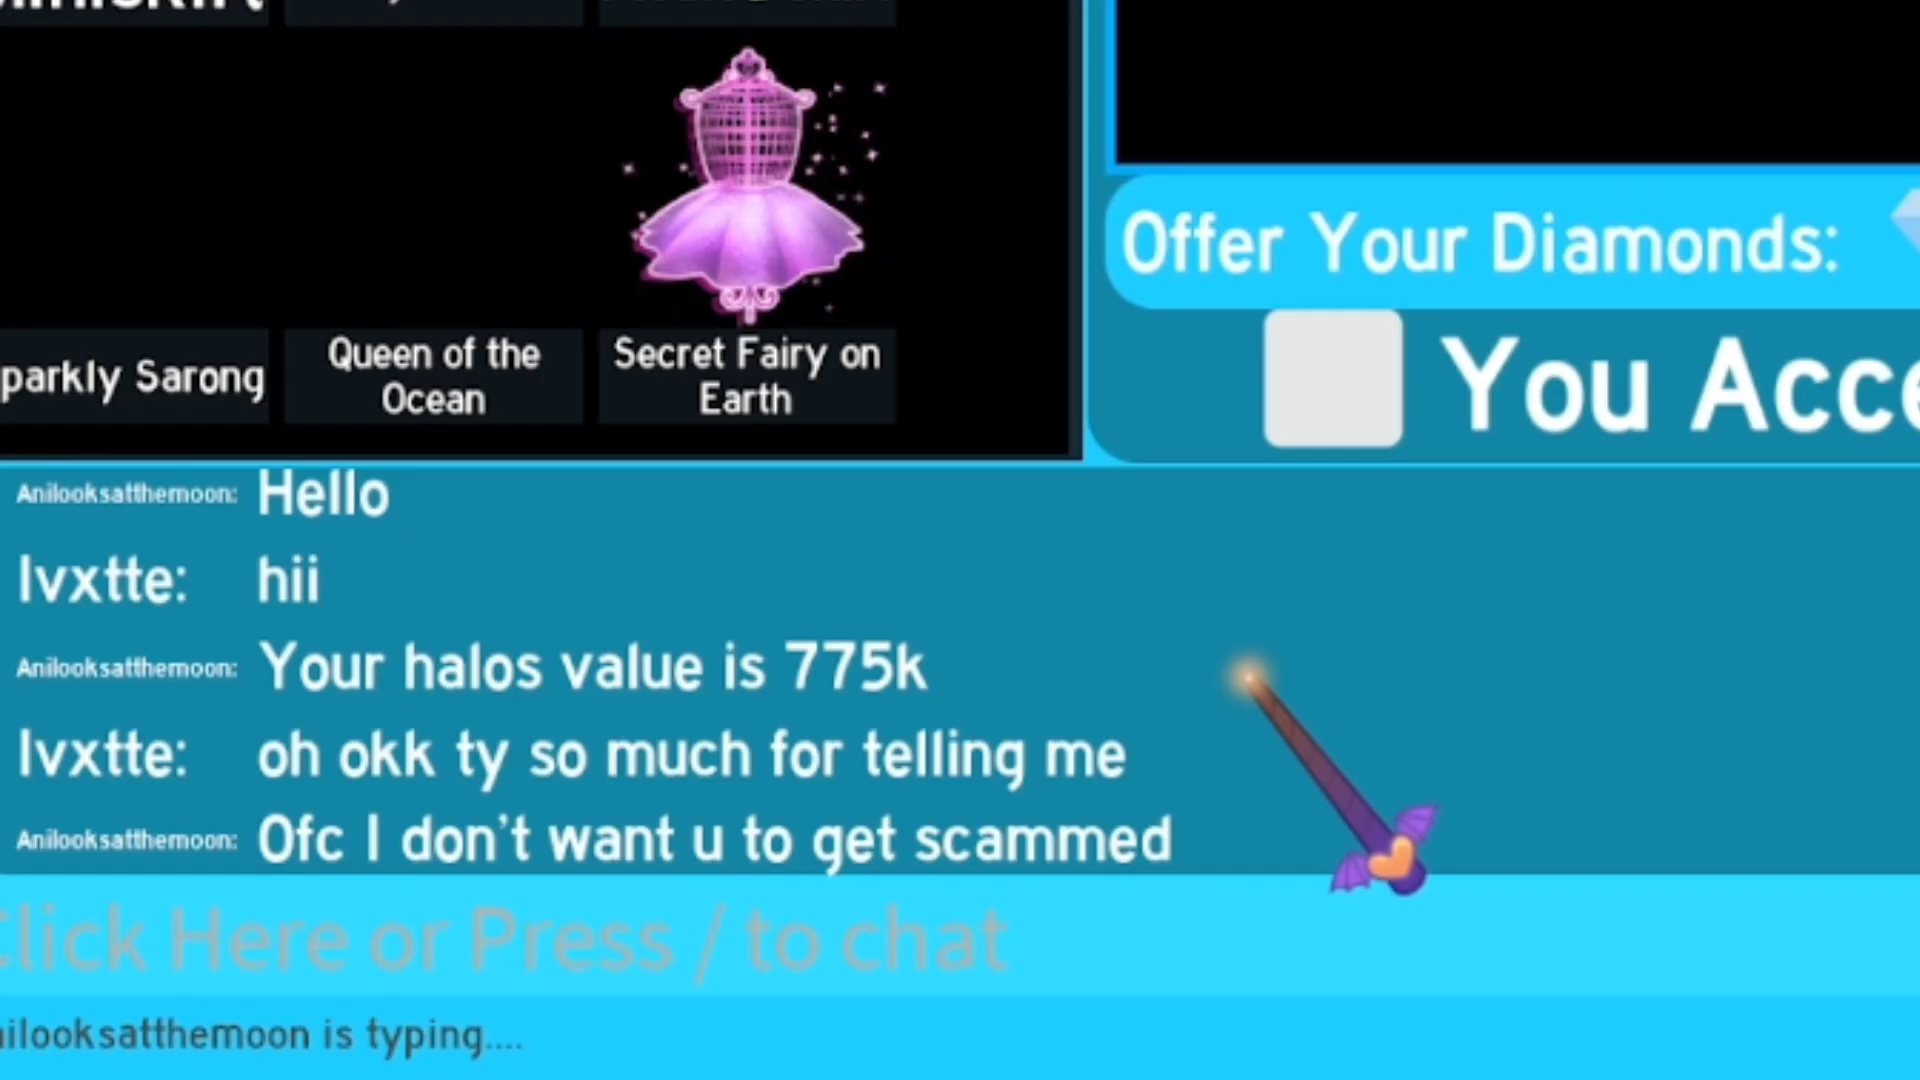 Offer Your Diamonds:
parkly Sarong
Queen of the
Ocean
Secret Fairy on
Earth
You Acce
Anilooksatthemoon: Hello
lvxtte: hii
Anilooksatthemoon: Your halos value is 775k
lvxtte: oh okk ty so much for telling me
Anilooksatthemoon: Ofc I don't want u to get scammed
Click Here or Press / to chat
nilooksatthemoon is typing....